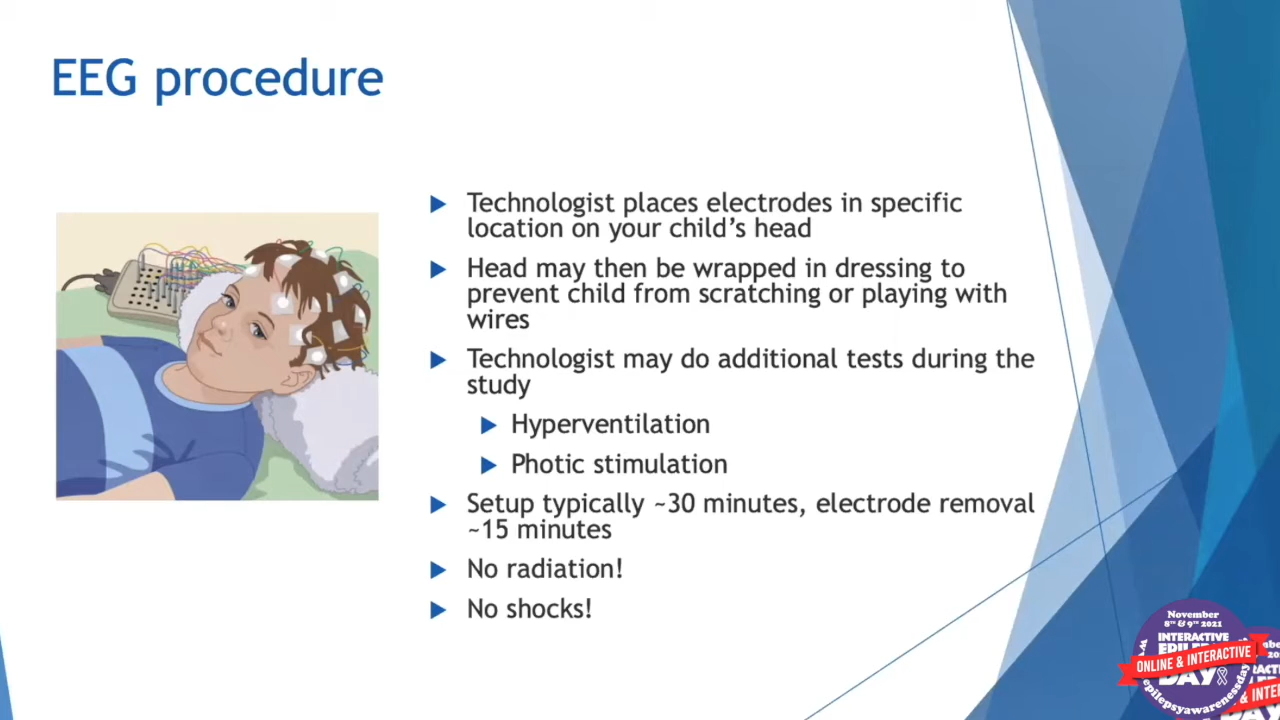 EEG procedure
Technologist places electrodes in specific
location on your child's head
Head may then be wrapped in dressing to
prevent child from scratching or playing with
wires
Technologist may do additional tests during the
study
Hyperventilation
Photic stimulation
Setup typically ~30 minutes, electrode removal
~15 minutes
No radiation!
No shocks!
November
8TH & 9TH 2021
INTERACTIVE
ONLINE & INTERACTIVE
DAY